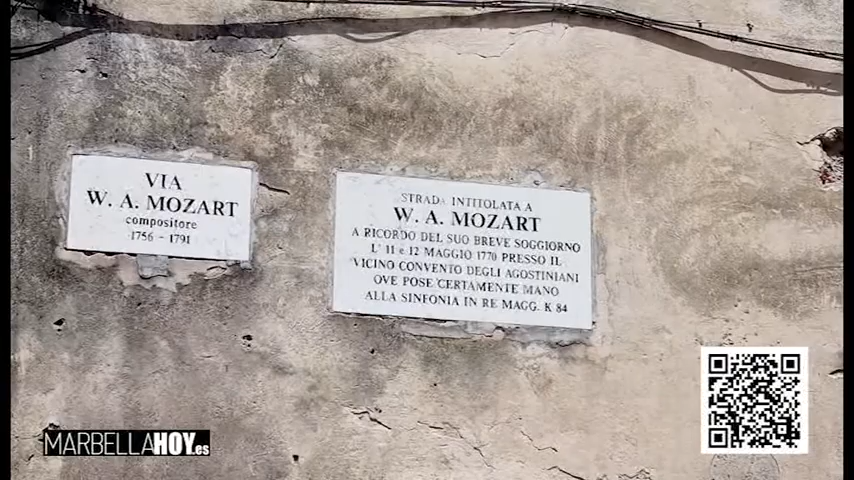 VIA
W. A. MOZART
compositore
1756 - 1791
STRADA INTITOLATA A
W. A. MOZART
A RICORDO DEL SUO BREVE SOGGIORNO
L' 11 e 12 MAGGIO 1770 PRESSO IL
VICINO CONVENTO DEGLI AGOSTINIANI
OVE POSE CERTAMENTE MANO
ALLA SINFONIA IN RE MAGG. K 84
MARBELLAHOY.es